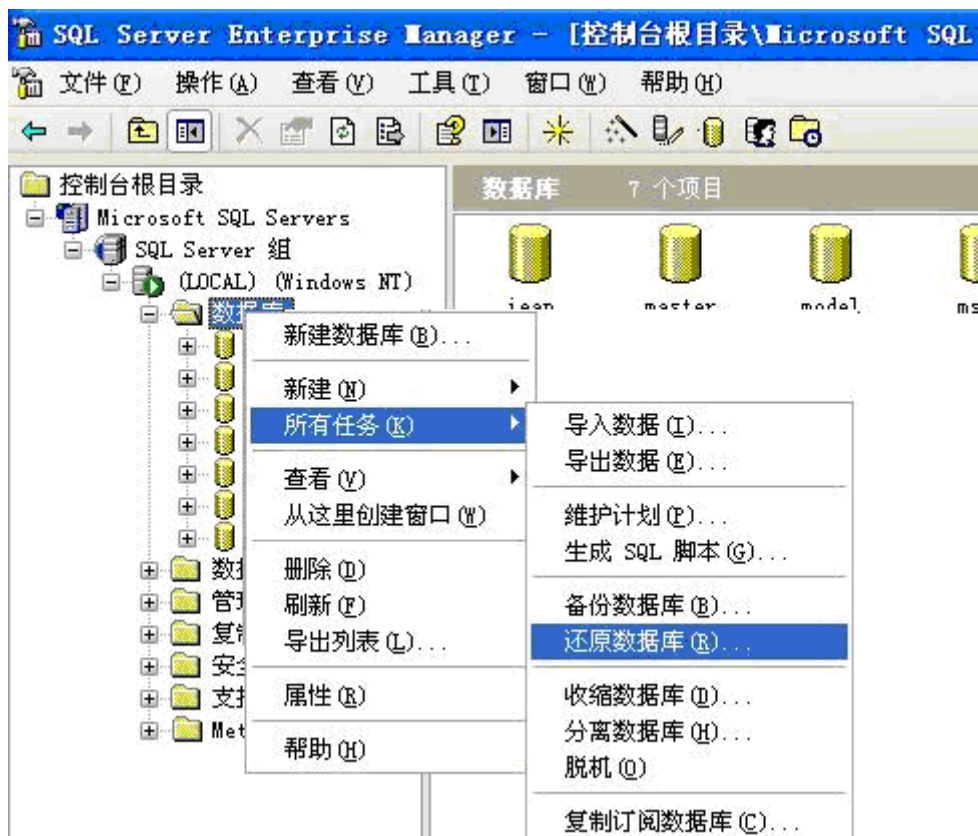 SQL Server Enterprise Manager - [控制台根目录\Microsoft SQL
文件(F) 操作(A) 查看(V) 工具(T) 窗口(W) 帮助(H)
控制台根目录
数据库 7 个项目
Microsoft SQL Servers
SQL Server 组
(LOCAL) (Windows NT)
master model
新建数据库(B)...
新建(N)
所有任务(K)
查看(V)
从这里创建窗口(W)
删除(D)
刷新(F)
导出列表(L)...
属性(R)
帮助(H)
导入数据(I)...
导出数据(E)...
维护计划(P)...
生成 SQL 脚本(G)...
备份数据库(B)...
还原数据库(R)...
收缩数据库(D)...
分离数据库(H)...
脱机(O)
复制订阅数据库(C)...
数据库
Met